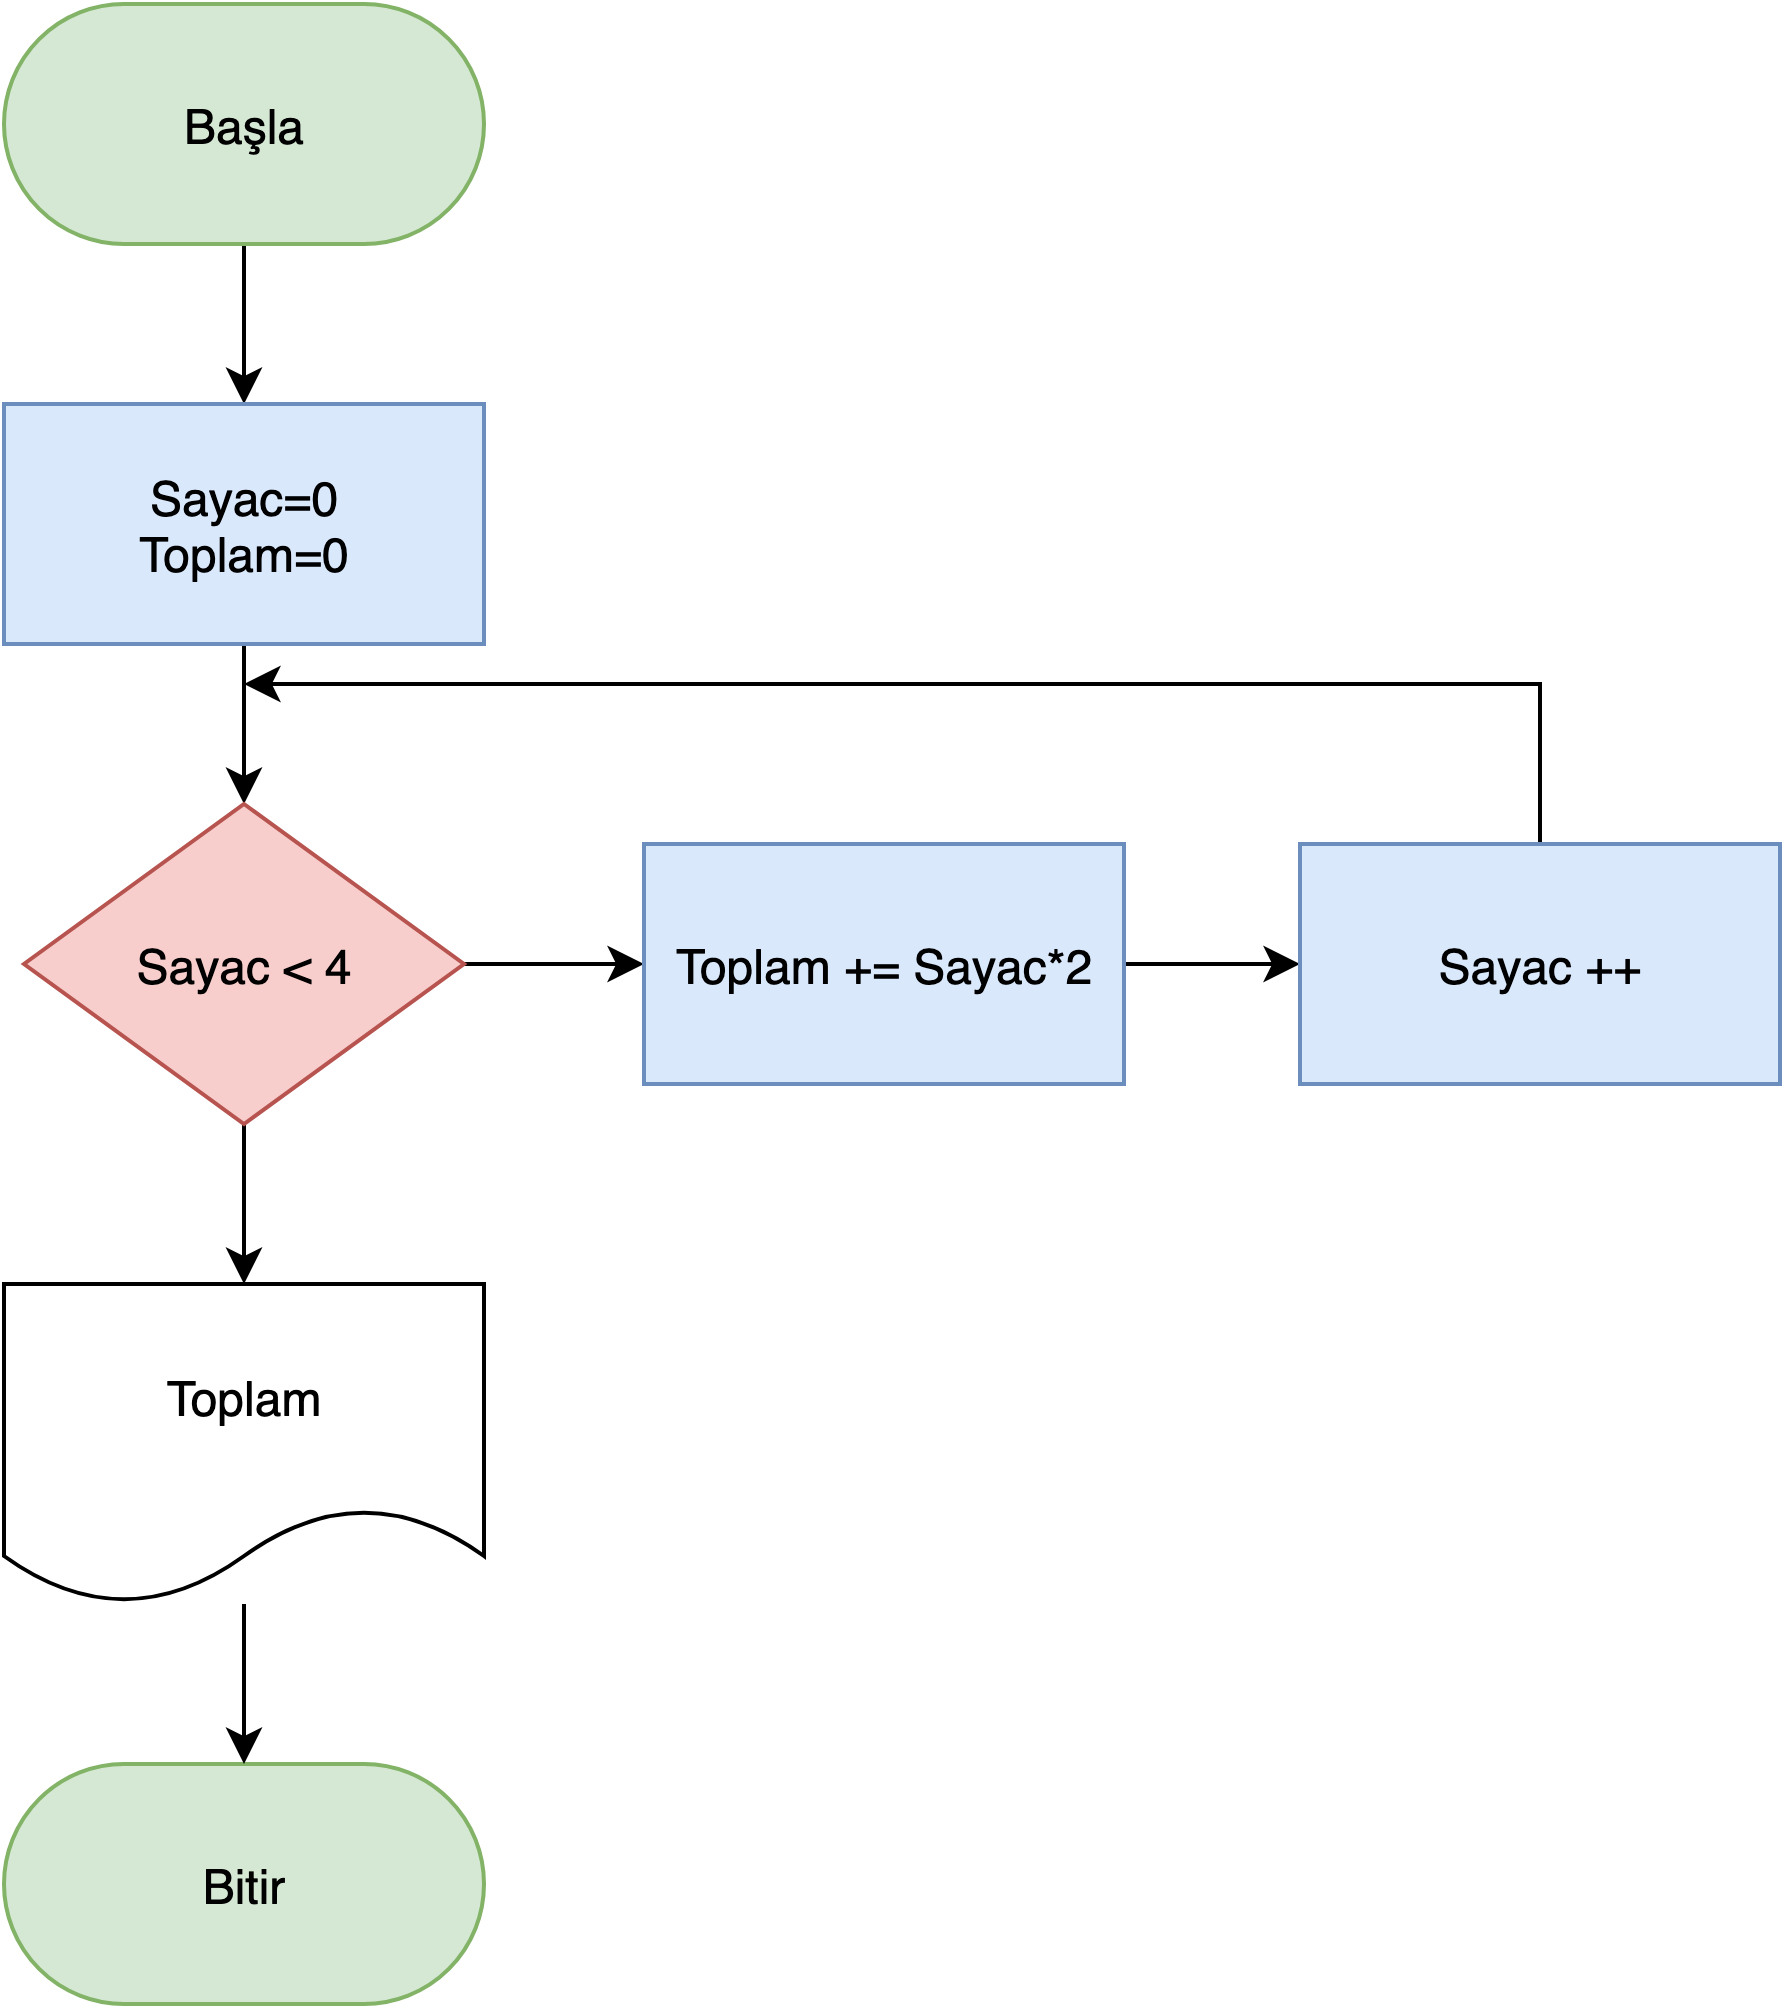 Başla
Sayac=0
Toplam=0
Sayac < 4
Toplam += Sayac*2
Sayac ++
Toplam
Bitir